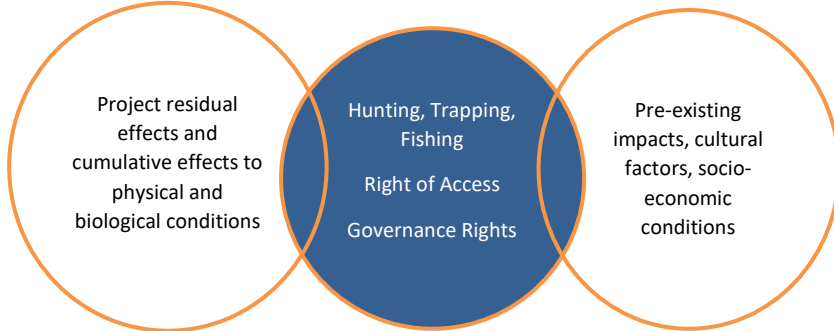 Project residual
effects and
cumulative effects to
physical and
biological conditions
Hunting, Trapping,
Fishing
Right of Access
Governance Rights
Pre-existing
impacts, cultural
factors, socio-
economic
conditions